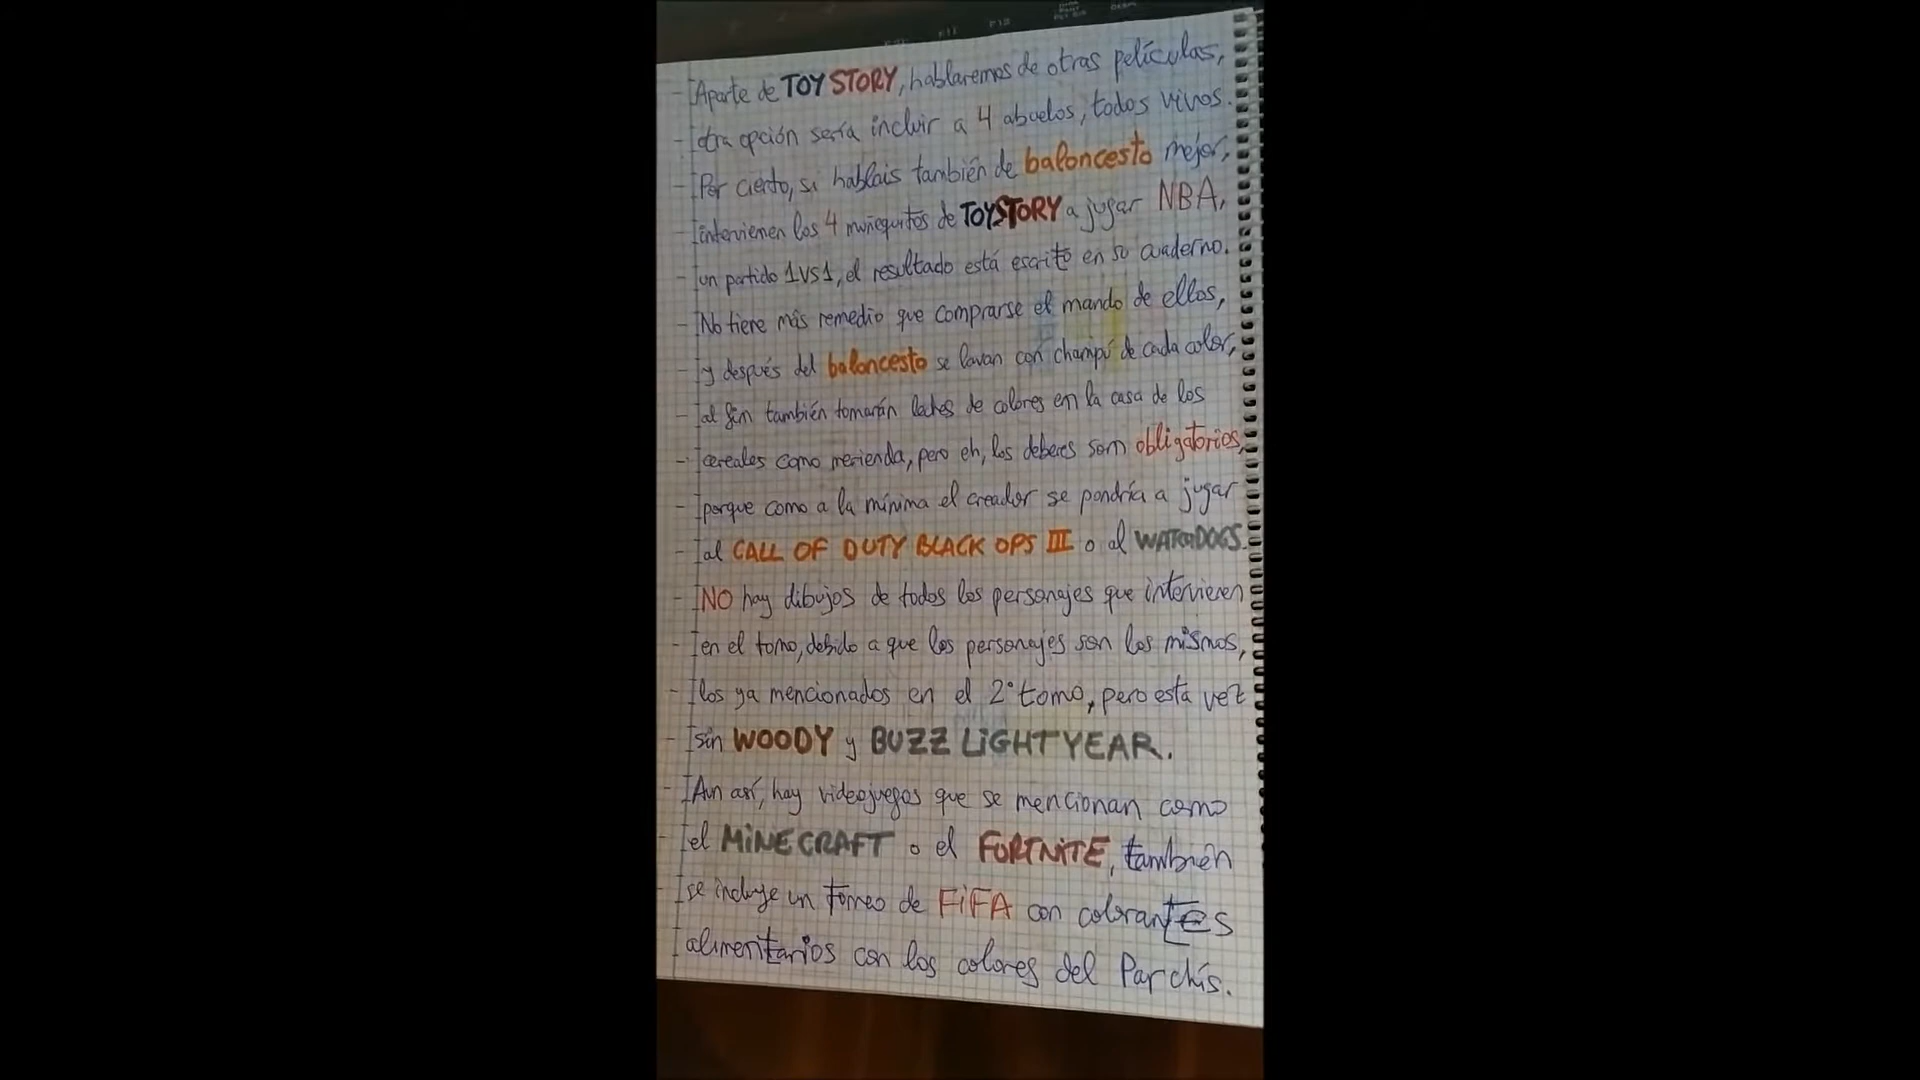 Aparte de TOY STORY, hablaremos de otras películas,
otra opción sería incluir a 4 abuelos, todos vivos.
Por cierto, si hablais también de baloncesto mejor,
intervienen los 4 muñequitos de TOYSTORY a jugar NBA,
un partido 1VS1, el resultado está escrito en su cuaderno.
No tiene más remedio que comprarse el mando de ellos,
y después del baloncesto se lavan con champú de cada color,
al fin también tomarán leches de colores en la casa de los
cereales como merienda, pero eh, los deberes son obligatorios,
porque como a la mínima el creador se pondría a jugar
al CALL OF DUTY BLACK OPS III o al WATCHDOGS.
NO hay dibujos de todos los personajes que intervienen
en el tomo, debido a que los personajes son los mismos,
los ya mencionados en el 2º tomo, pero esta vez
sin WOODY y BUZZ LIGHTYEAR.
Aun así, hay videojuegos que se mencionan como
el MINECRAFT o el FORTNITE, también
se incluye un torneo de FIFA con colorantes
alimentarios con los colores del Parchís.